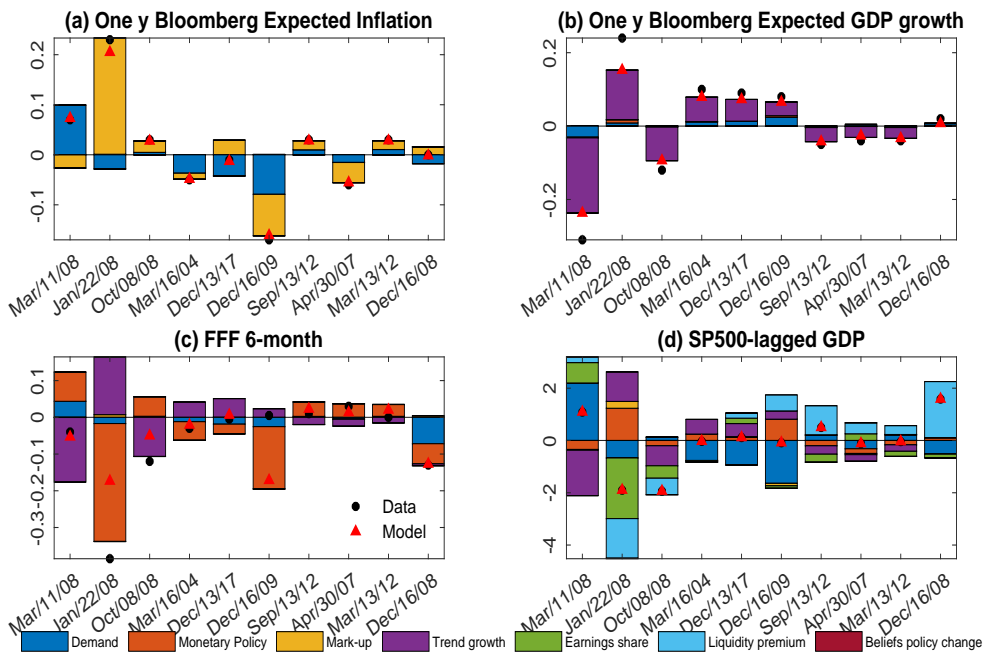 (a) One y Bloomberg Expected Inflation
0.2
0.1
0
-0.1
Mar/11/08
Jan/22/08
Oct/08/08
Mar/16/04
Dec/13/17
Dec/16/09
Sep/13/12
Apr/30/07
Mar/13/12
Dec/16/08
(b) One y Bloomberg Expected GDP growth
0.2
0
-0.2
Mar/11/08
Jan/22/08
Oct/08/08
Mar/16/04
Dec/13/17
Dec/16/09
Sep/13/12
Apr/30/07
Mar/13/12
Dec/16/08
(c) FFF 6-month
0.1
0
-0.1
-0.2
-0.3
Data
Model
Mar/11/08
Jan/22/08
Oct/08/08
Mar/16/04
Dec/13/17
Dec/16/09
Sep/13/12
Apr/30/07
Mar/13/12
Dec/16/08
(d) SP500-lagged GDP
2
0
-2
-4
Mar/11/08
Jan/22/08
Oct/08/08
Mar/16/04
Dec/13/17
Dec/16/09
Sep/13/12
Apr/30/07
Mar/13/12
Dec/16/08
Demand Monetary Policy Mark-up Trend growth Earnings share Liquidity premium Beliefs policy change